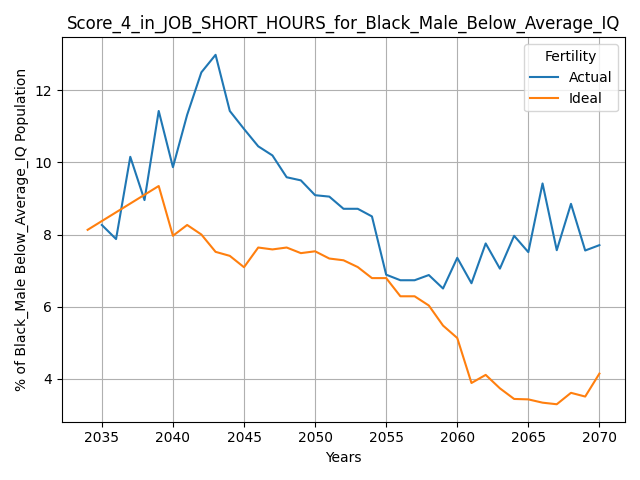 Score_4_in_JOB_SHORT_HOURS_for_Black_Male_Below_Average_IQ
% of Black_Male Below_Average_IQ Population
12
10
8
6
4
Fertility
Actual
Ideal
2035 2040 2045 2050 2055 2060 2065 2070
Years